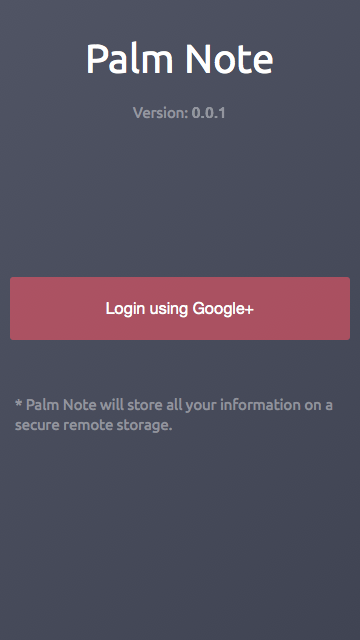 Palm Note
Version: 0.0.1
Login using Google+
* Palm Note will store all your information on a
secure remote storage.